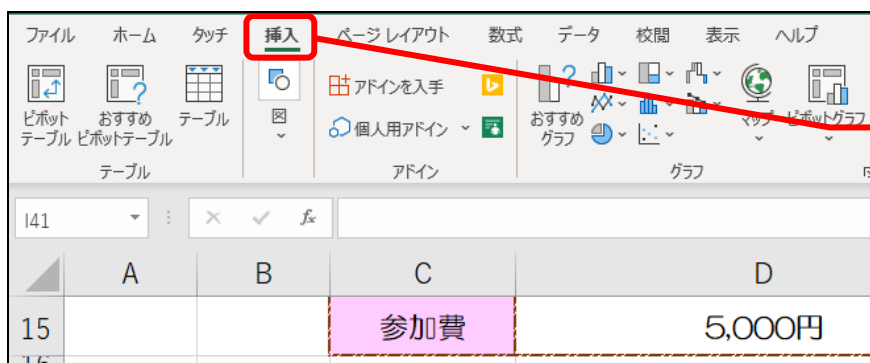 ファイル ホーム タッチ 挿入 ページ レイアウト 数式 データ 校閲 表示 ヘルプ
ピボット
テーブル
おすすめ
ピボットテーブル
テーブル
図
アドインを入手
個人用アドイン
おすすめ
グラフ
マップ
ピボットグラフ
テーブル アドイン グラフ
I41 fx
A B C D
15 参加費 5,000円
16